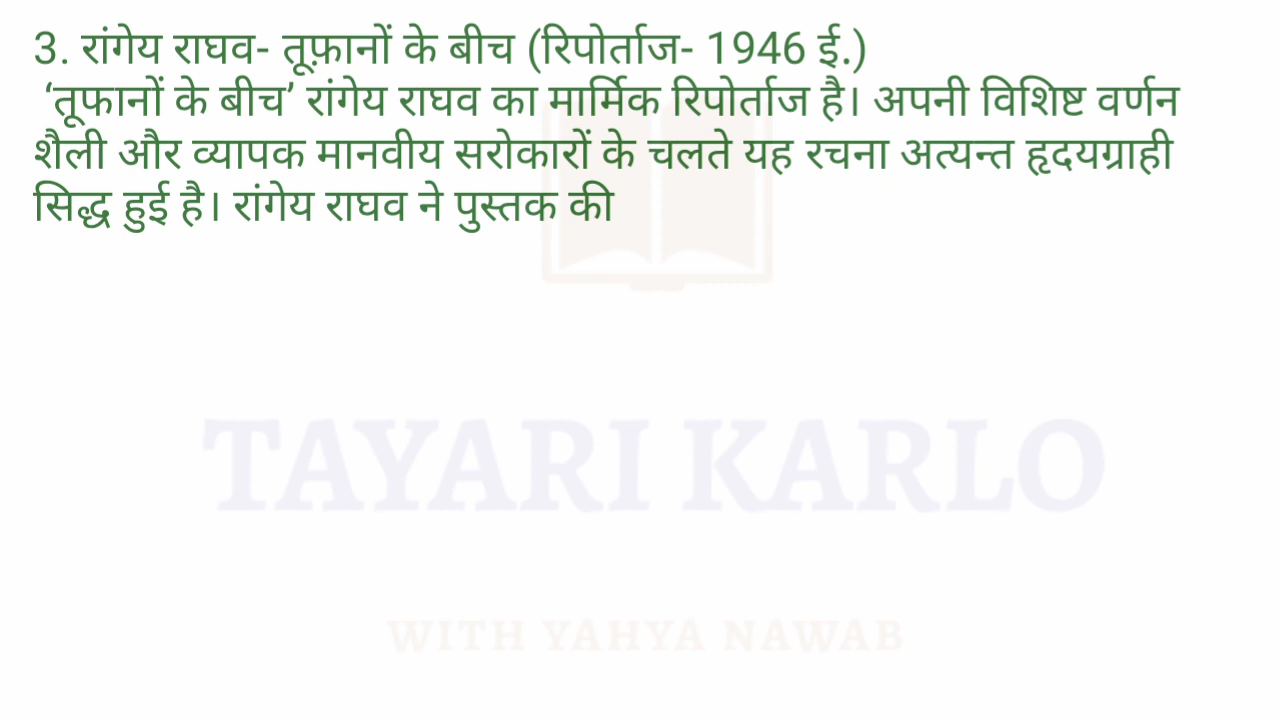 3. रांगेय राघव- तूफ़ानों के बीच (रिपोर्ताज- 1946 ई.)
‘तूफानों के बीच’ रांगेय राघव का मार्मिक रिपोर्ताज है। अपनी विशिष्ट वर्णन
शैली और व्यापक मानवीय सरोकारों के चलते यह रचना अत्यन्त हृदयग्राही
सिद्ध हुई है। रांगेय राघव ने पुस्तक की
TAYARI KARLO
WITH YAHYA NAWAB